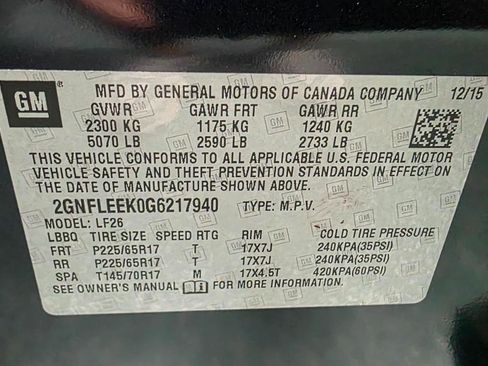 GM
MFD BY GENERAL MOTORS OF CANADA COMPANY 12/15
GVWR GAWR FRT GAWR RR
2300 KG 1175 KG 1240 KG
5070 LB 2590 LB 2733 LB
THIS VEHICLE CONFORMS TO ALL APPLICABLE U.S. FEDERAL MOTOR
VEHICLE SAFETY AND THEFT PREVENTION STANDARDS IN EFFECT ON
THE DATE OF MANUFACTURE SHOWN ABOVE.
2GNFLEEK0G6217940 TYPE: M.P.V.
MODEL: LF26
LBBQ TIRE SIZE SPEED RTG RIM COLD TIRE PRESSURE
FRT P225/65R17 T 17X7J 240KPA(35PSI)
RR P225/65R17 T 17X7J 240KPA(35PSI)
SPA T145/70R17 M 17X4.5T 420KPA(60PSI)
SEE OWNER'S MANUAL FOR MORE INFORMATION.